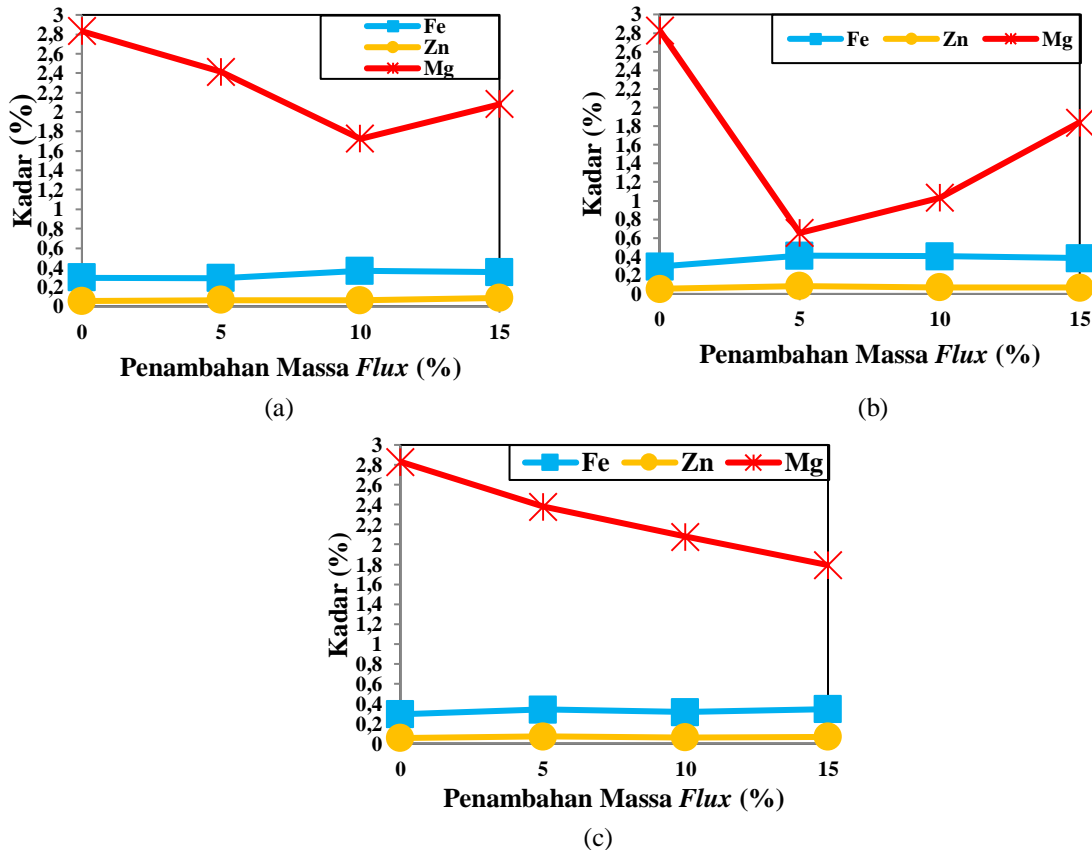 3
2,8
2,6
2,4
2,2
2
1,8
1,6
1,4
1,2
1
0,8
0,6
0,4
0,2
0
Kadar (%)
Fe
Zn
Mg
0 5 10 15
Penambahan Massa Flux (%)
(a)
3
2,8
2,6
2,4
2,2
2
1,8
1,6
1,4
1,2
1
0,8
0,6
0,4
0,2
0
Kadar (%)
Fe Zn Mg
0 5 10 15
Penambahan Massa Flux (%)
(b)
3
2,8
2,6
2,4
2,2
2
1,8
1,6
1,4
1,2
1
0,8
0,6
0,4
0,2
0
Kadar (%)
Fe Zn Mg
0 5 10 15
Penambahan Massa Flux (%)
(c)